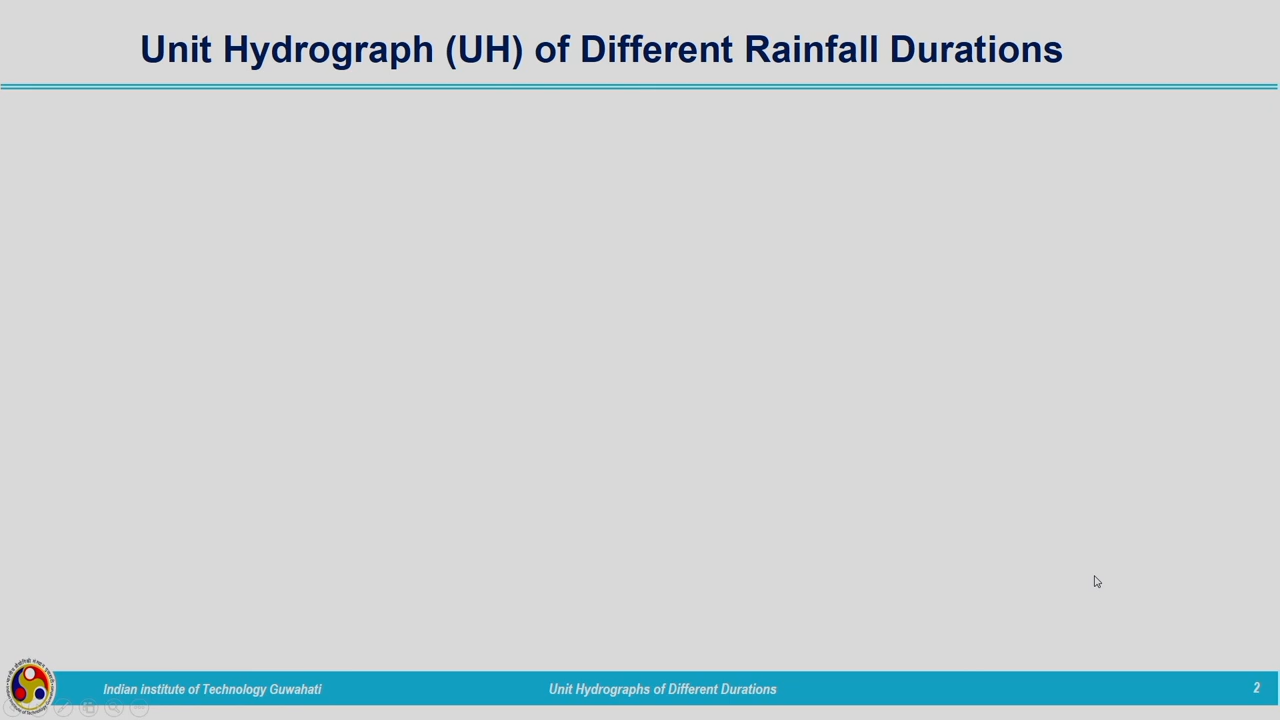 Unit Hydrograph (UH) of Different Rainfall Durations
Indian institute of Technology Guwahati
Unit Hydrographs of Different Durations
2